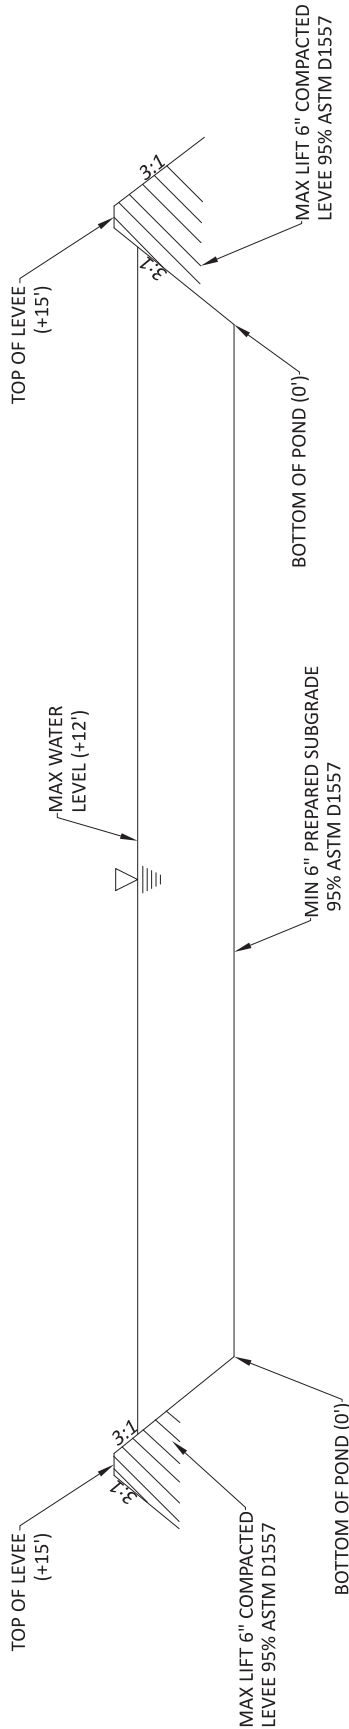 TOP OF LEVEE
(+15')
3:1
3:1
MAX LIFT 6" COMPACTED
LEVEE 95% ASTM D1557
BOTTOM OF POND (0')
MAX WATER
LEVEL (+12')
MIN 6" PREPARED SUBGRADE
95% ASTM D1557
TOP OF LEVEE
(+15')
3:1
3:1
BOTTOM OF POND (0')
MAX LIFT 6" COMPACTED
LEVEE 95% ASTM D1557